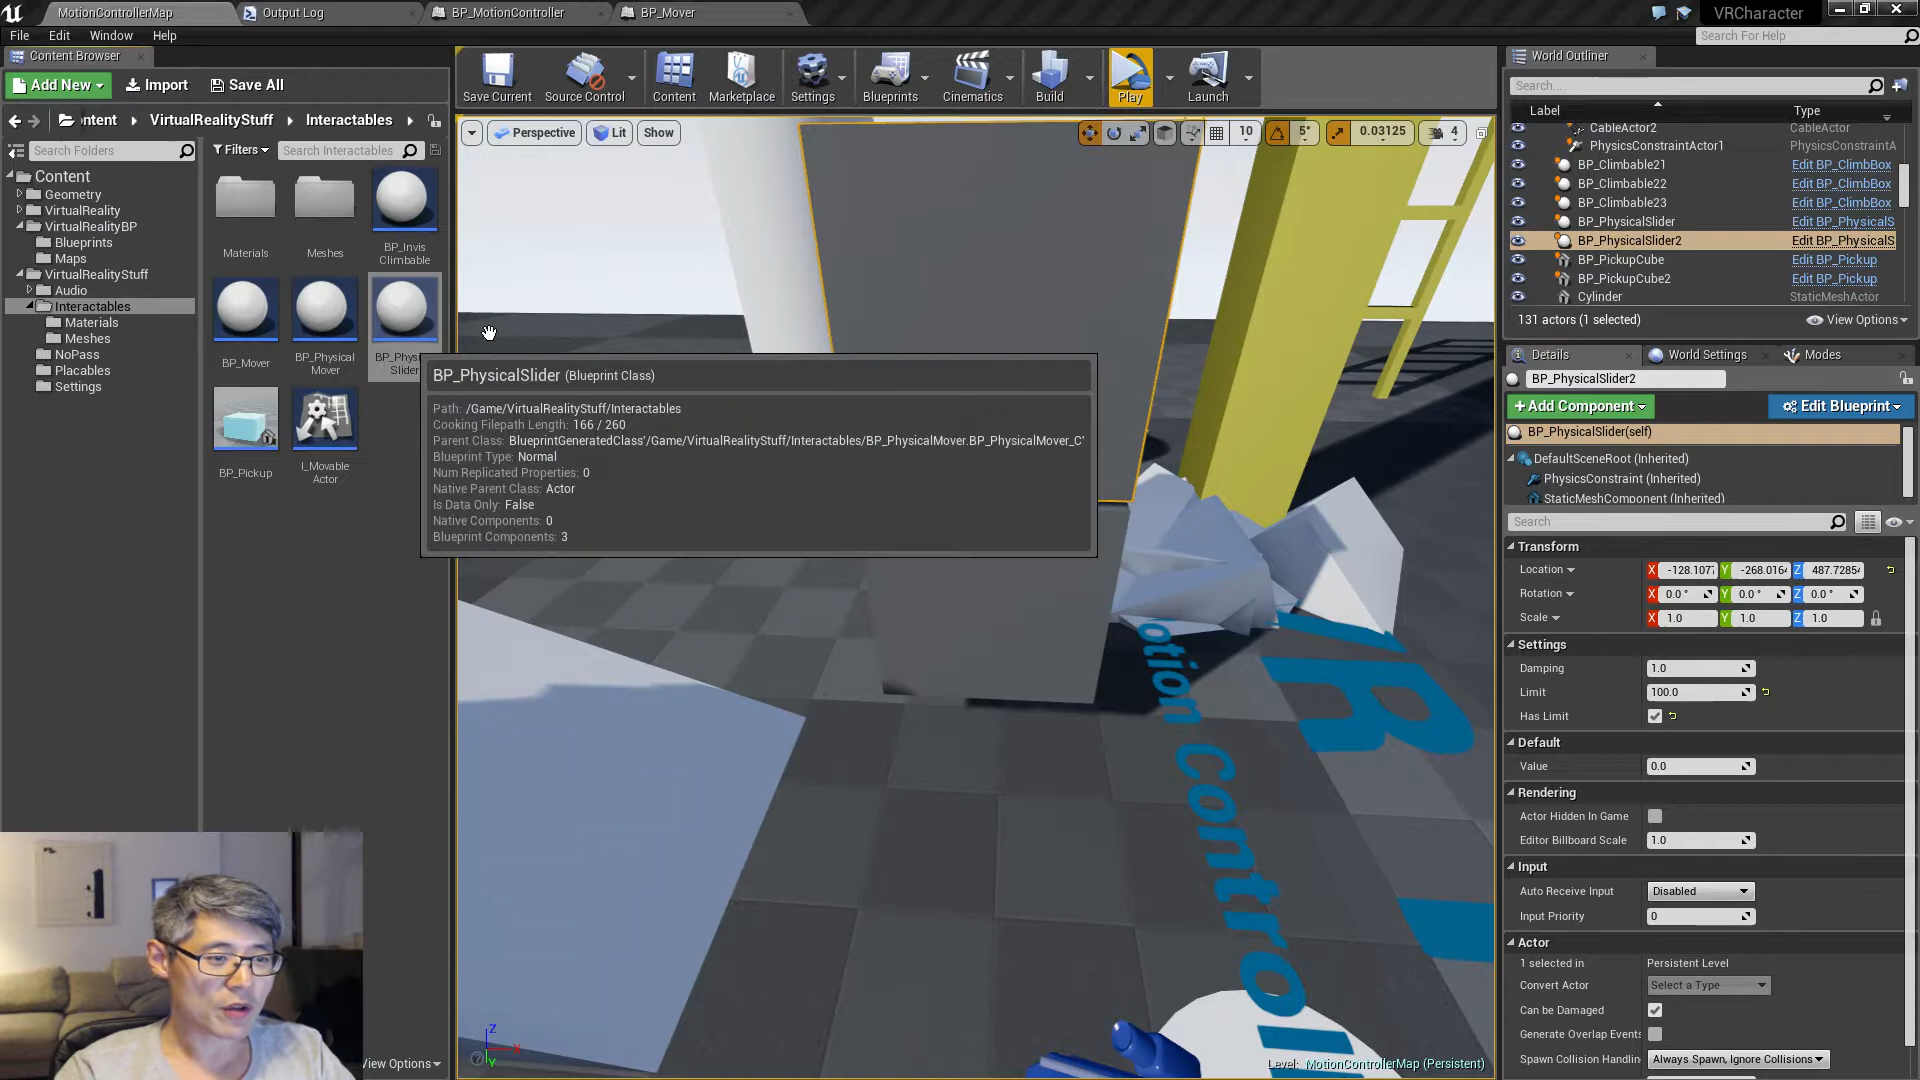 MotionControllerMap
Output Log
BP_MotionController
BP_Mover
VRCharacter
File Edit Window Help
Search For Help
Content Browser
Add New
Import
Save All
ontent VirtualRealityStuff Interactables
Search Folders
Filters
Search Interactables
Content
Geometry
VirtualReality
VirtualRealityBP
Blueprints
Maps
VirtualRealityStuff
Audio
Interactables
Materials
Meshes
NoPass
Placables
Settings
Materials
Meshes
BP_Invis
Climbable
BP_Mover
BP_Physical
Mover
BP_Physi
Slider
BP_Pickup
I_Movable
Actor
View Options
Save Current
Source Control
Content
Marketplace
Settings
Blueprints
Cinematics
Build
Play
Launch
Perspective
Lit
Show
10
5°
0.03125
4
BP_PhysicalSlider (Blueprint Class)
Path: /Game/VirtualRealityStuff/Interactables
Cooking Filepath Length: 166 / 260
Parent Class: BlueprintGeneratedClass'/Game/VirtualRealityStuff/Interactables/BP_PhysicalMover.BP_PhysicalMover_C'
Blueprint Type: Normal
Num Replicated Properties: 0
Native Parent Class: Actor
Is Data Only: False
Native Components: 0
Blueprint Components: 3
otion control
Z
X
Y
Level: MotionControllerMap (Persistent)
World Outliner
Search...
Label Type
CableActor2 CableActor
PhysicsConstraintActor1 PhysicsConstraintA
BP_Climbable21 Edit BP_ClimbBox
BP_Climbable22 Edit BP_ClimbBox
BP_Climbable23 Edit BP_ClimbBox
BP_PhysicalSlider Edit BP_PhysicalS
BP_PhysicalSlider2 Edit BP_PhysicalS
BP_PickupCube Edit BP_Pickup
BP_PickupCube2 Edit BP_Pickup
Cylinder StaticMeshActor
131 actors (1 selected)
View Options
Details
World Settings
Modes
BP_PhysicalSlider2
Add Component
Edit Blueprint
BP_PhysicalSlider(self)
DefaultSceneRoot (Inherited)
PhysicsConstraint (Inherited)
StaticMeshComponent (Inherited)
Search
Transform
Location X -128.107 Y -268.016 Z 487.7285
Rotation X 0.0 ° Y 0.0 ° Z 0.0 °
Scale X 1.0 Y 1.0 Z 1.0
Settings
Damping 1.0
Limit 100.0
Has Limit
Default
Value 0.0
Rendering
Actor Hidden In Game
Editor Billboard Scale 1.0
Input
Auto Receive Input Disabled
Input Priority 0
Actor
1 selected in Persistent Level
Convert Actor Select a Type
Can be Damaged
Generate Overlap Events
Spawn Collision Handlin Always Spawn, Ignore Collisions